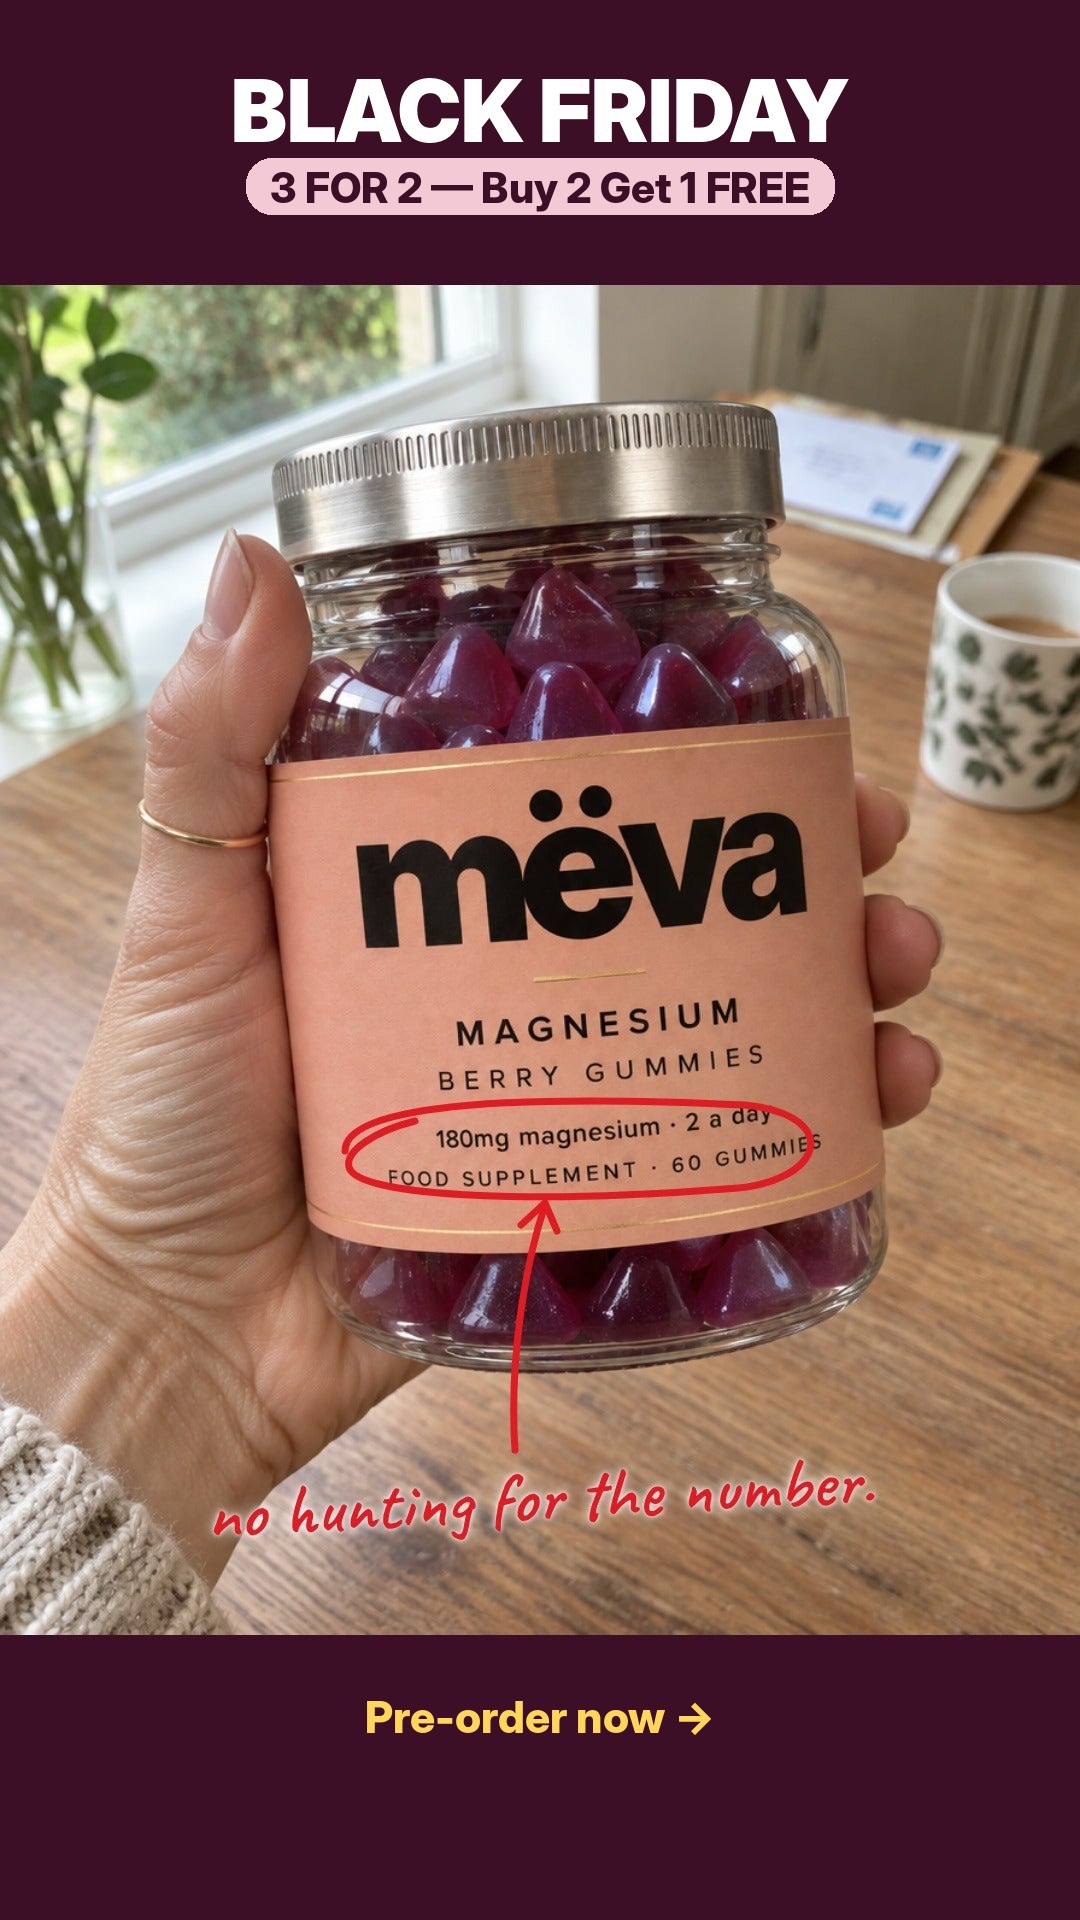 BLACK FRIDAY
3 FOR 2 — Buy 2 Get 1 FREE
mëva
MAGNESIUM
BERRY GUMMIES
180mg magnesium · 2 a day
FOOD SUPPLEMENT · 60 GUMMIES
no hunting for the number.
Pre-order now →